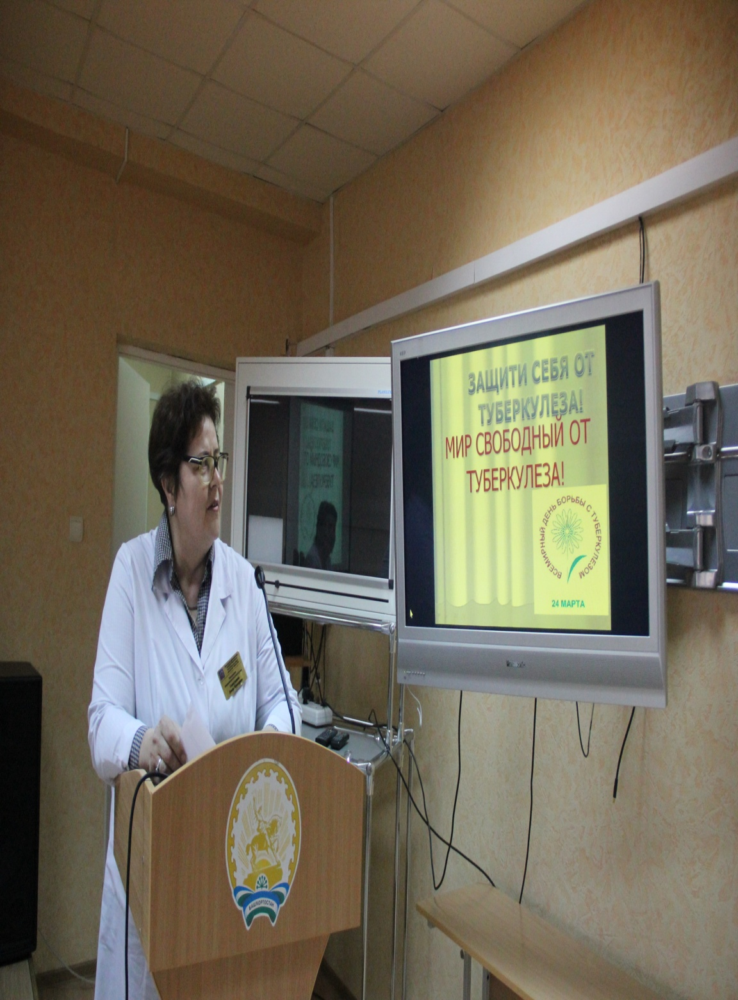 ЗАЩИТИ СЕБЯ ОТ
ТУБЕРКУЛЕЗА!
МИР СВОБОДНЫЙ ОТ
ТУБЕРКУЛЕЗА!
ВСЕМИРНЫЙ ДЕНЬ БОРЬБЫ С ТУБЕРКУЛЕЗОМ
24 МАРТА
БАШКОРТОСТАН